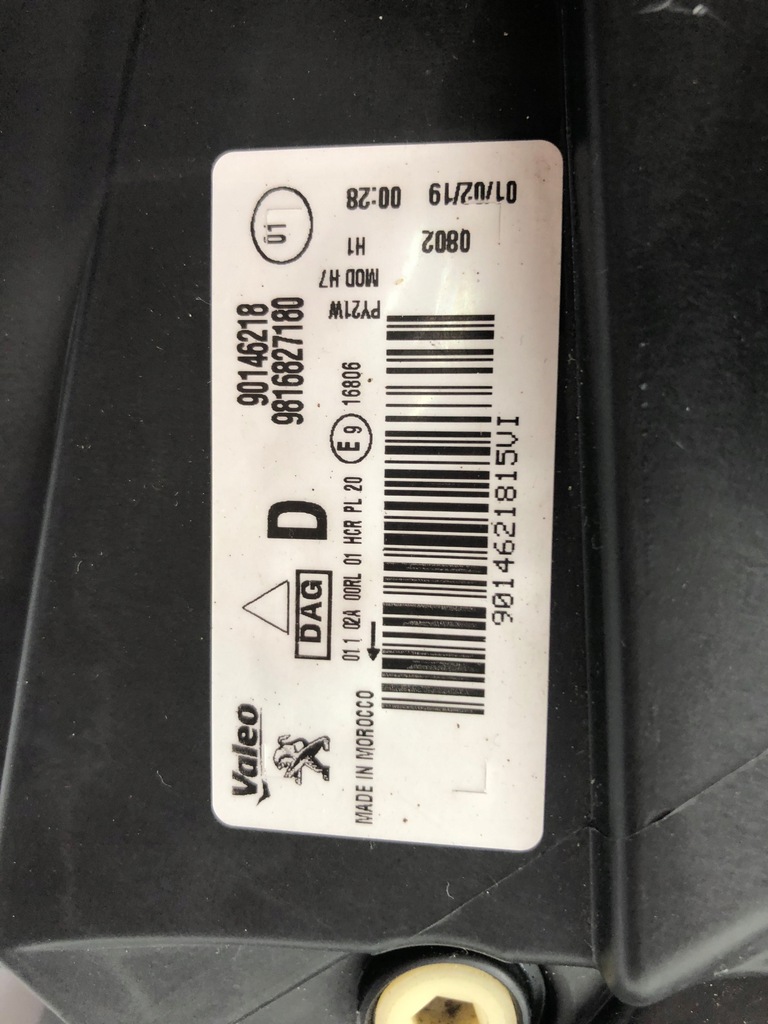 Valeo
90146218
9816827180
01
D
DAG
011 02A 00RL 01 HCR PL 20
E 9
16806
MADE IN MOROCCO
PY21W
MOD H7
H1
00:28
01/02/19
0802
9014621815VI